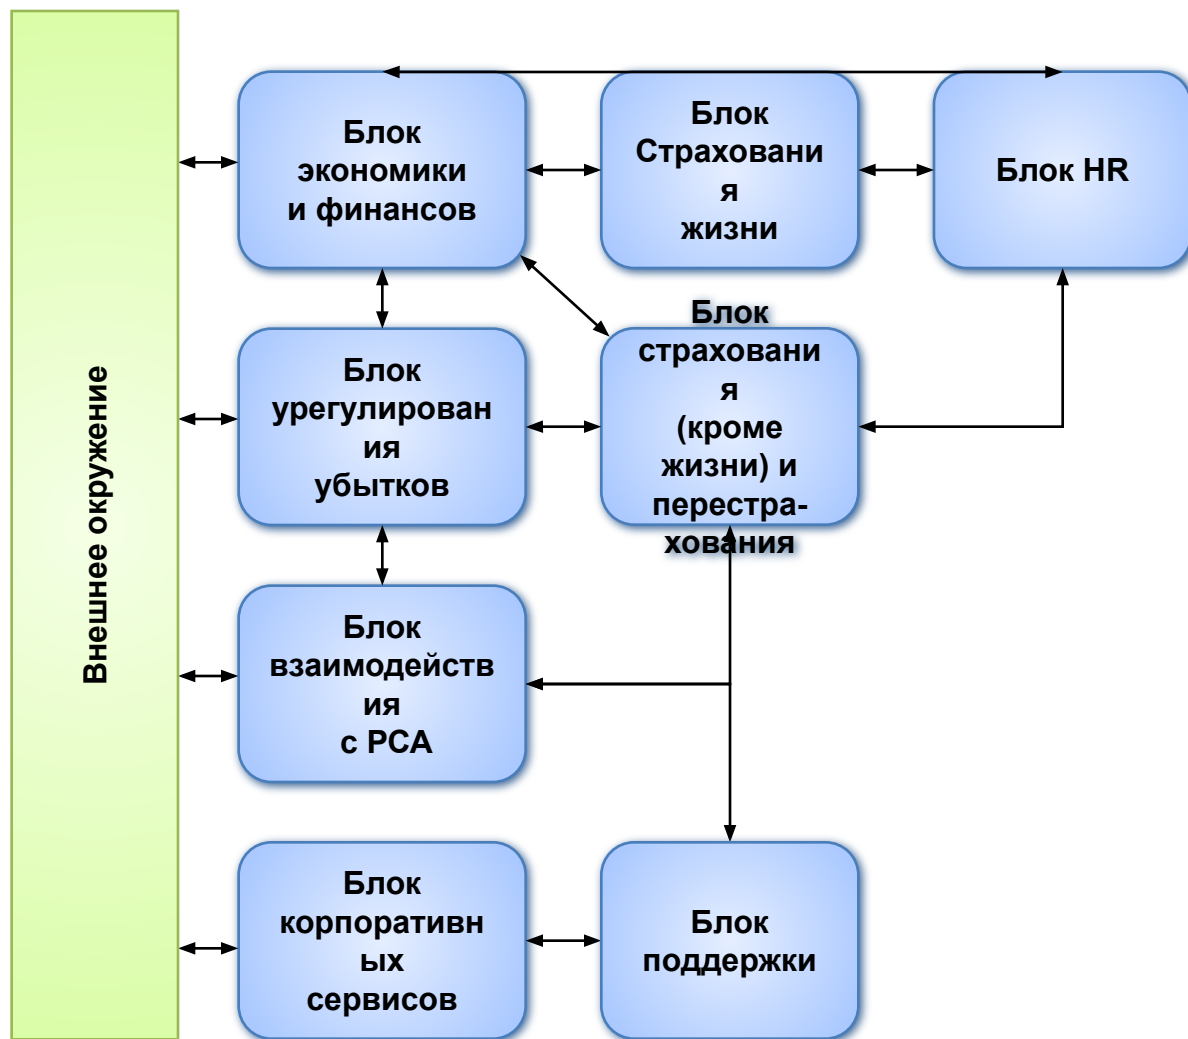 Внешнее окружение
Блок
экономики
и финансов
Блок
Страховани
я
жизни
Блок HR
Блок
урегулирован
ия
убытков
Блок
страховани
я
(кроме
жизни) и
перестра-
хования
Блок
взаимодейств
ия
с РСА
Блок
корпоративн
ых
сервисов
Блок
поддержки